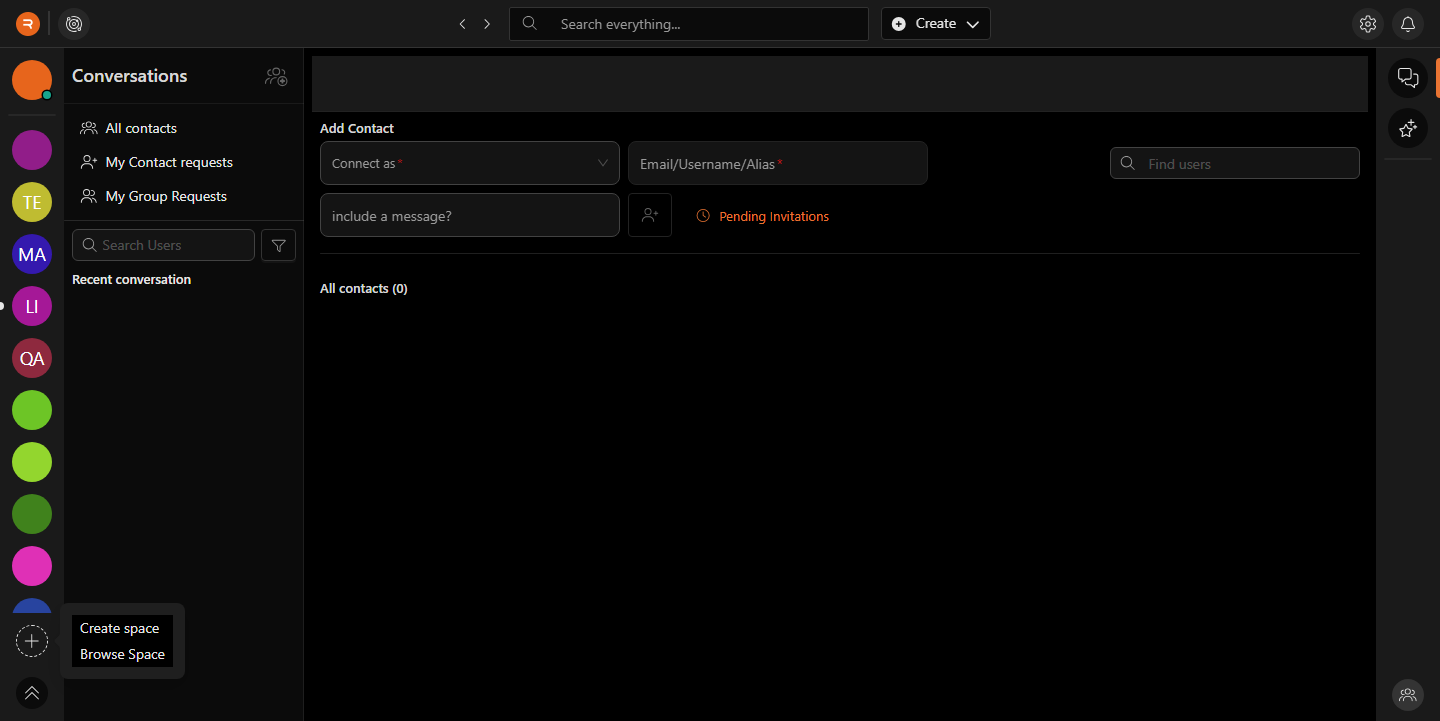 Search everything...
Create
TE
MA
LI
QA
Conversations
All contacts
My Contact requests
My Group Requests
Search Users
Recent conversation
Create space
Browse Space
Add Contact
Connect as*
Email/Username/Alias*
Find users
include a message?
Pending Invitations
All contacts (0)